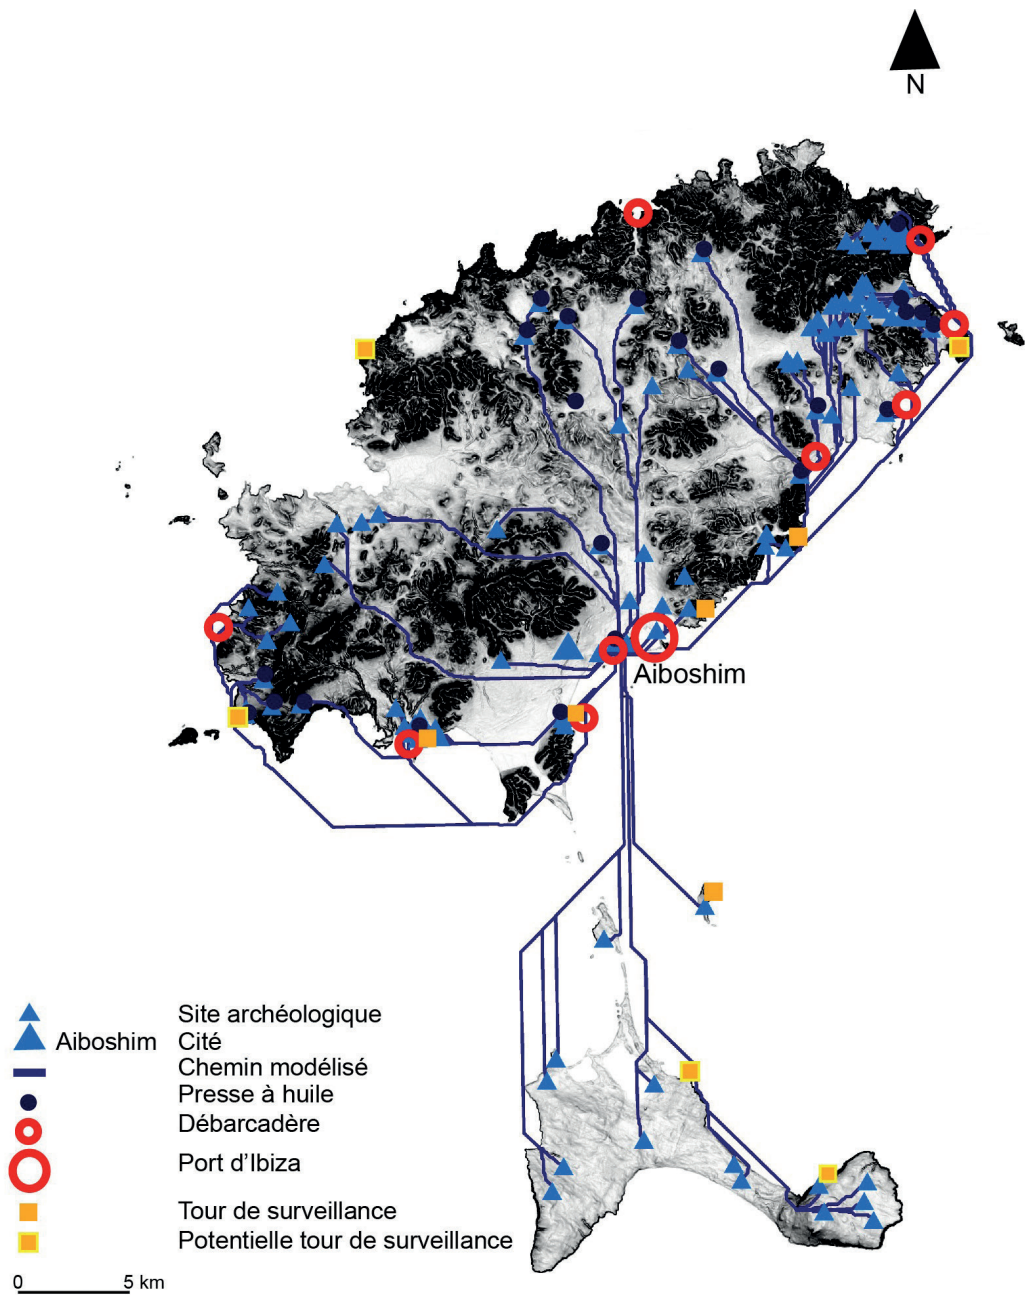 N
Aiboshim
Site archéologique
Aiboshim Cité
Chemin modélisé
Presse à huile
Débarcadère
Port d'Ibiza
Tour de surveillance
Potentielle tour de surveillance
0 5 km